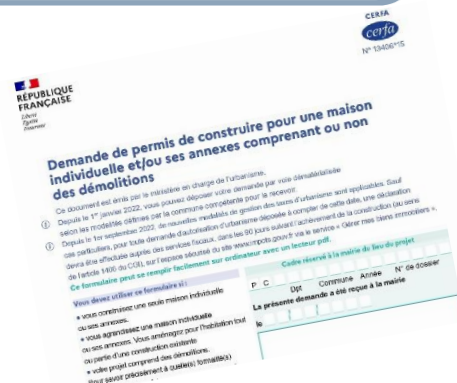 CERFA
cerfa
N° 13406*15
RÉPUBLIQUE
FRANÇAISE
Liberté
Égalité
Fraternité
Demande de permis de construire pour une maison
individuelle et/ou ses annexes comprenant ou non
des démolitions
Ce document est émis par le ministère en charge de l'urbanisme.
Depuis le 1er janvier 2022, vous pouvez déposer votre demande par voie dématérialisée
selon les modalités définies par la commune compétente pour la recevoir.
Depuis le 1er septembre 2022, de nouvelles modalités de gestion des taxes d'urbanisme sont applicables. Sauf
cas particuliers, pour toute demande d'autorisation d'urbanisme déposée à compter de cette date, une déclaration
devra être effectuée auprès des services fiscaux, dans les 90 jours suivant l'achèvement de la construction (au sens
de l'article 1406 du CGI), sur l'espace sécurisé du site www.impots.gouv.fr via le service « Gérer mes biens immobiliers ».
Ce formulaire peut se remplir facilement sur ordinateur avec un lecteur pdf.
Vous devez utiliser ce formulaire si :
• vous construisez une seule maison individuelle
ou ses annexes.
• vous agrandissez une maison individuelle
ou ses annexes. Vous aménagez pour l'habitation tout
ou partie d'une construction existante
• votre projet comprend des démolitions.
Pour savoir précisément à quelle(s) formalité(s)
Cadre réservé à la mairie du lieu du projet
P C
Dpt Commune Année N° de dossier
La présente demande a été reçue à la mairie
le